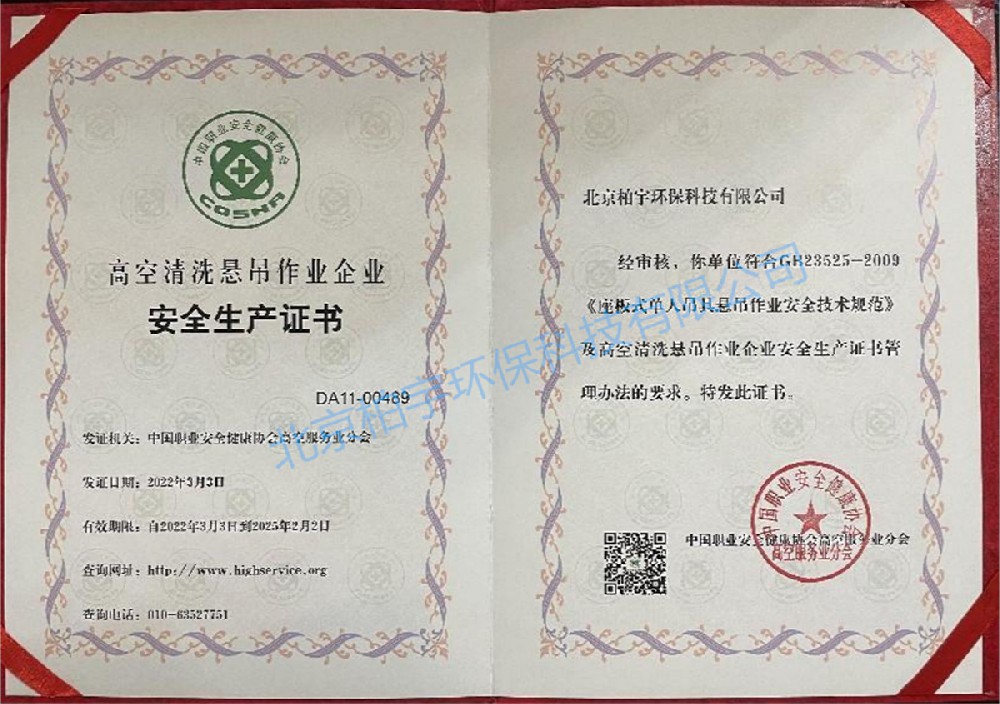 中国职业安全健康协会
COSHA
高空清洗悬吊作业企业
安全生产证书
DA11-00489
发证机关：中国职业安全健康协会高空服务业分会
发证日期：2022年3月3日
有效期限：自2022年3月3日到2025年2月2日
查询网址：http://www.highservice.org
查询电话：010-63527751
北京柏宇环保科技有限公司
经审核，你单位符合GB23525-2009
《座板式单人吊具悬吊作业安全技术规范》
及高空清洗悬吊作业企业安全生产证书管
理办法的要求。特发此证书。
中国职业安全健康协会高空服务业分会
中国职业安全健康协会
高空服务业分会
北京柏宇环保科技有限公司